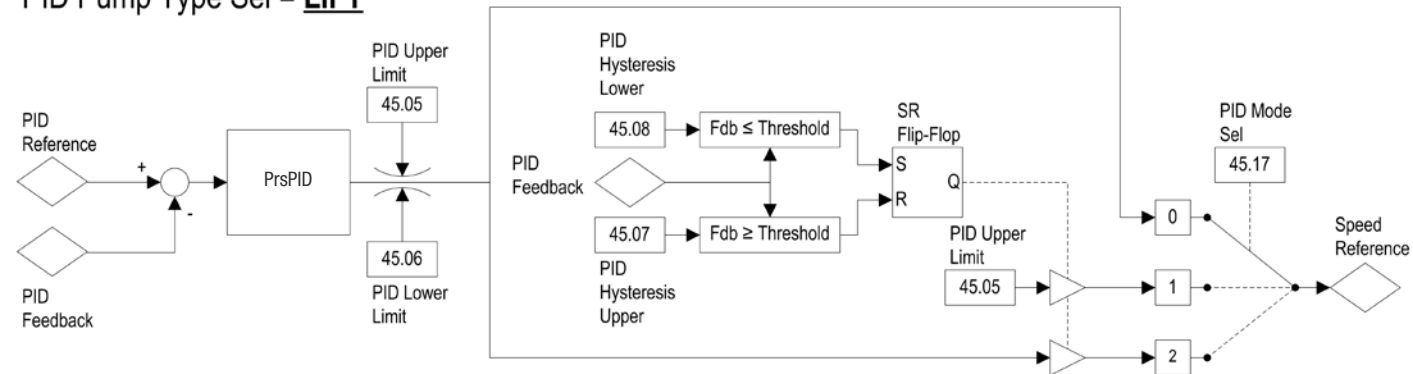 PID Pump Type Sel = LIFT
PID
Reference
+
-
PID
Feedback
PrsPID
PID Upper
Limit
45.05
45.06
PID Lower
Limit
PID
Hysteresis
Lower
45.08
Fdb ≤ Threshold
PID
Feedback
45.07
Fdb ≥ Threshold
PID
Hysteresis
Upper
SR
Flip-Flop
S
R
Q
PID Upper
Limit
45.05
0
1
2
PID Mode
Sel
45.17
Speed
Reference